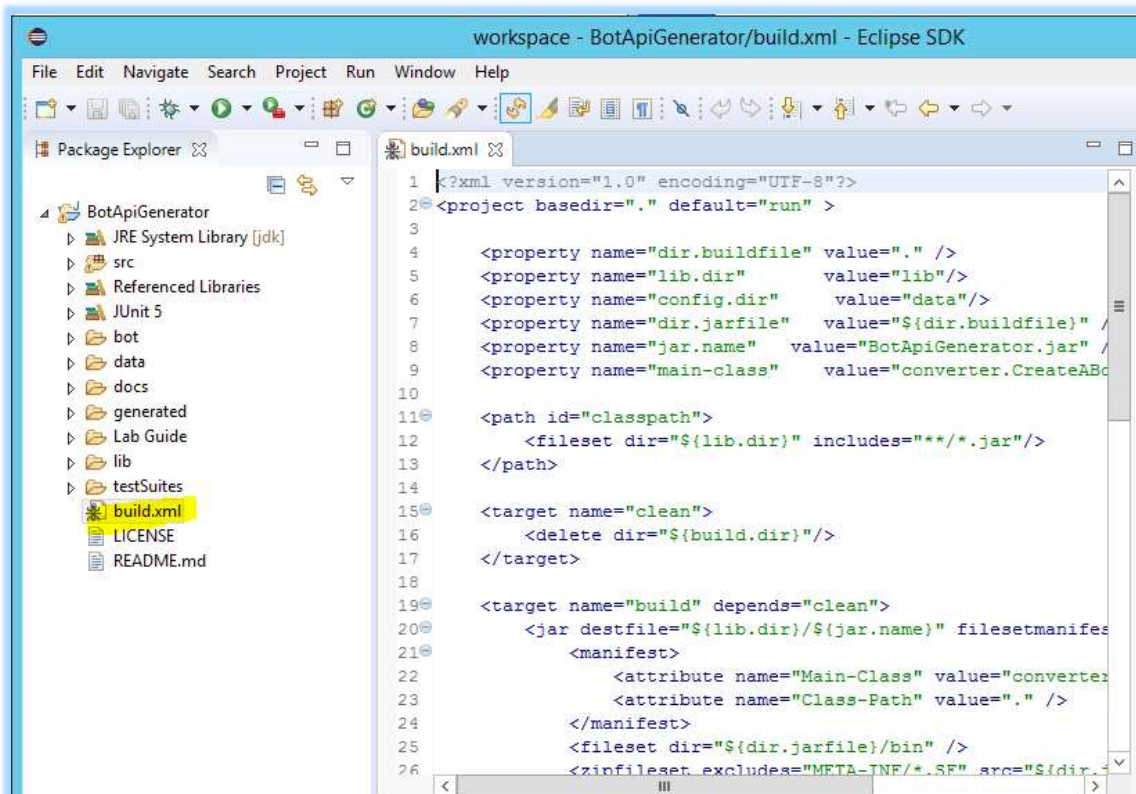 workspace - BotApiGenerator/build.xml - Eclipse SDK
File Edit Navigate Search Project Run Window Help
Package Explorer
BotApiGenerator
JRE System Library [jdk]
src
Referenced Libraries
JUnit 5
bot
data
docs
generated
Lab Guide
lib
testSuites
build.xml
LICENSE
README.md
build.xml
1 <?xml version="1.0" encoding="UTF-8"?>
2 <project basedir="." default="run" >
3
4 <property name="dir.buildfile" value="." />
5 <property name="lib.dir" value="lib"/>
6 <property name="config.dir" value="data"/>
7 <property name="dir.jarfile" value="${dir.buildfile}" /
8 <property name="jar.name" value="BotApiGenerator.jar" /
9 <property name="main-class" value="converter.CreateABo
10
11 <path id="classpath">
12 <fileset dir="${lib.dir}" includes="**/*.jar"/>
13 </path>
14
15 <target name="clean">
16 <delete dir="${build.dir}"/>
17 </target>
18
19 <target name="build" depends="clean">
20 <jar destfile="${lib.dir}/${jar.name}" filesetmanifes
21 <manifest>
22 <attribute name="Main-Class" value="converter
23 <attribute name="Class-Path" value="." />
24 </manifest>
25 <fileset dir="${dir.jarfile}/bin" />
26 <zipfileset excludes="META-INF/*.SF" src="${dir.j